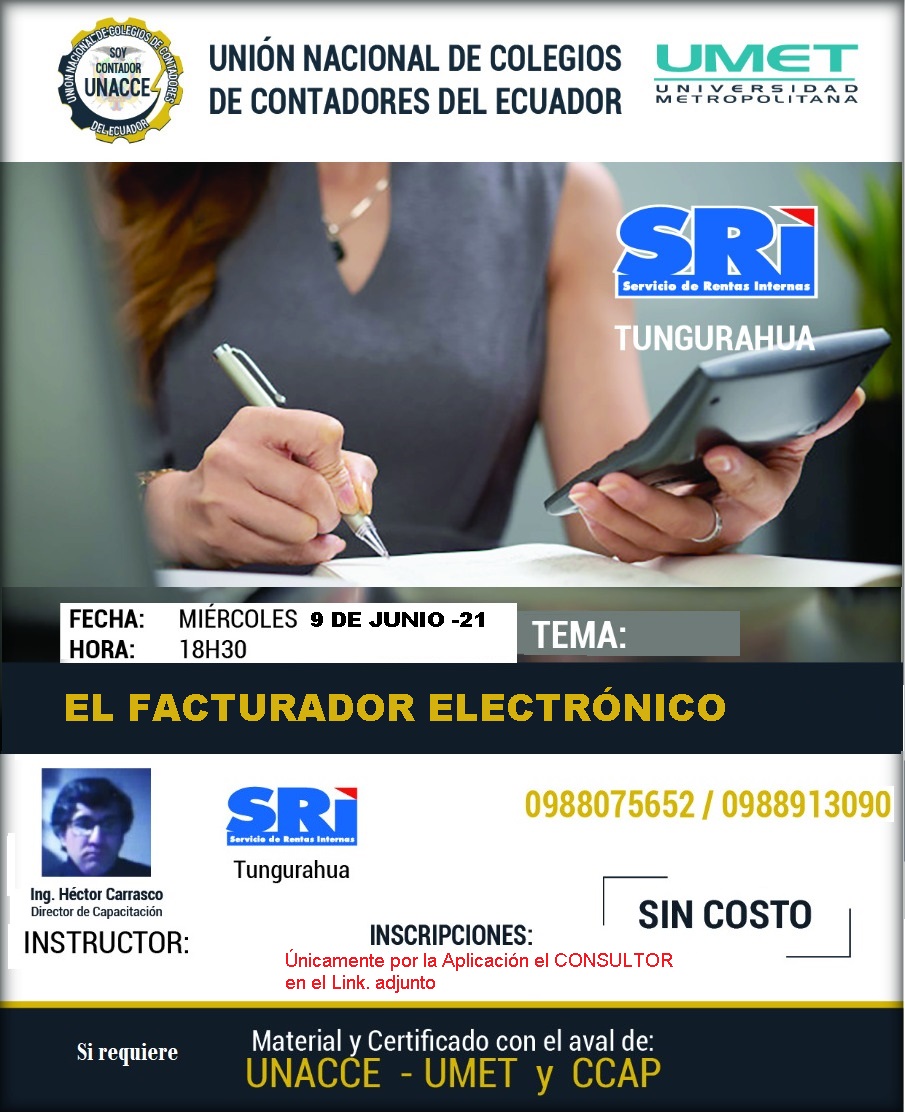 UNIÓN NACIONAL DE COLEGIOS DE CONTADORES
SOY
CONTADOR
UNACCE
DEL ECUADOR
UNIÓN NACIONAL DE COLEGIOS
DE CONTADORES DEL ECUADOR
UMET
UNIVERSIDAD
METROPOLITANA
SRi
Servicio de Rentas Internas
TUNGURAHUA
FECHA: MIÉRCOLES 9 DE JUNIO -21
HORA: 18H30
TEMA:
EL FACTURADOR ELECTRÓNICO
SRi
Servicio de Rentas Internas
Tungurahua
0988075652 / 0988913090
Ing. Héctor Carrasco
Director de Capacitación
INSTRUCTOR:
SIN COSTO
INSCRIPCIONES:
Únicamente por la Aplicación el CONSULTOR
en el Link. adjunto
Si requiere
Material y Certificado con el aval de:
UNACCE - UMET y CCAP